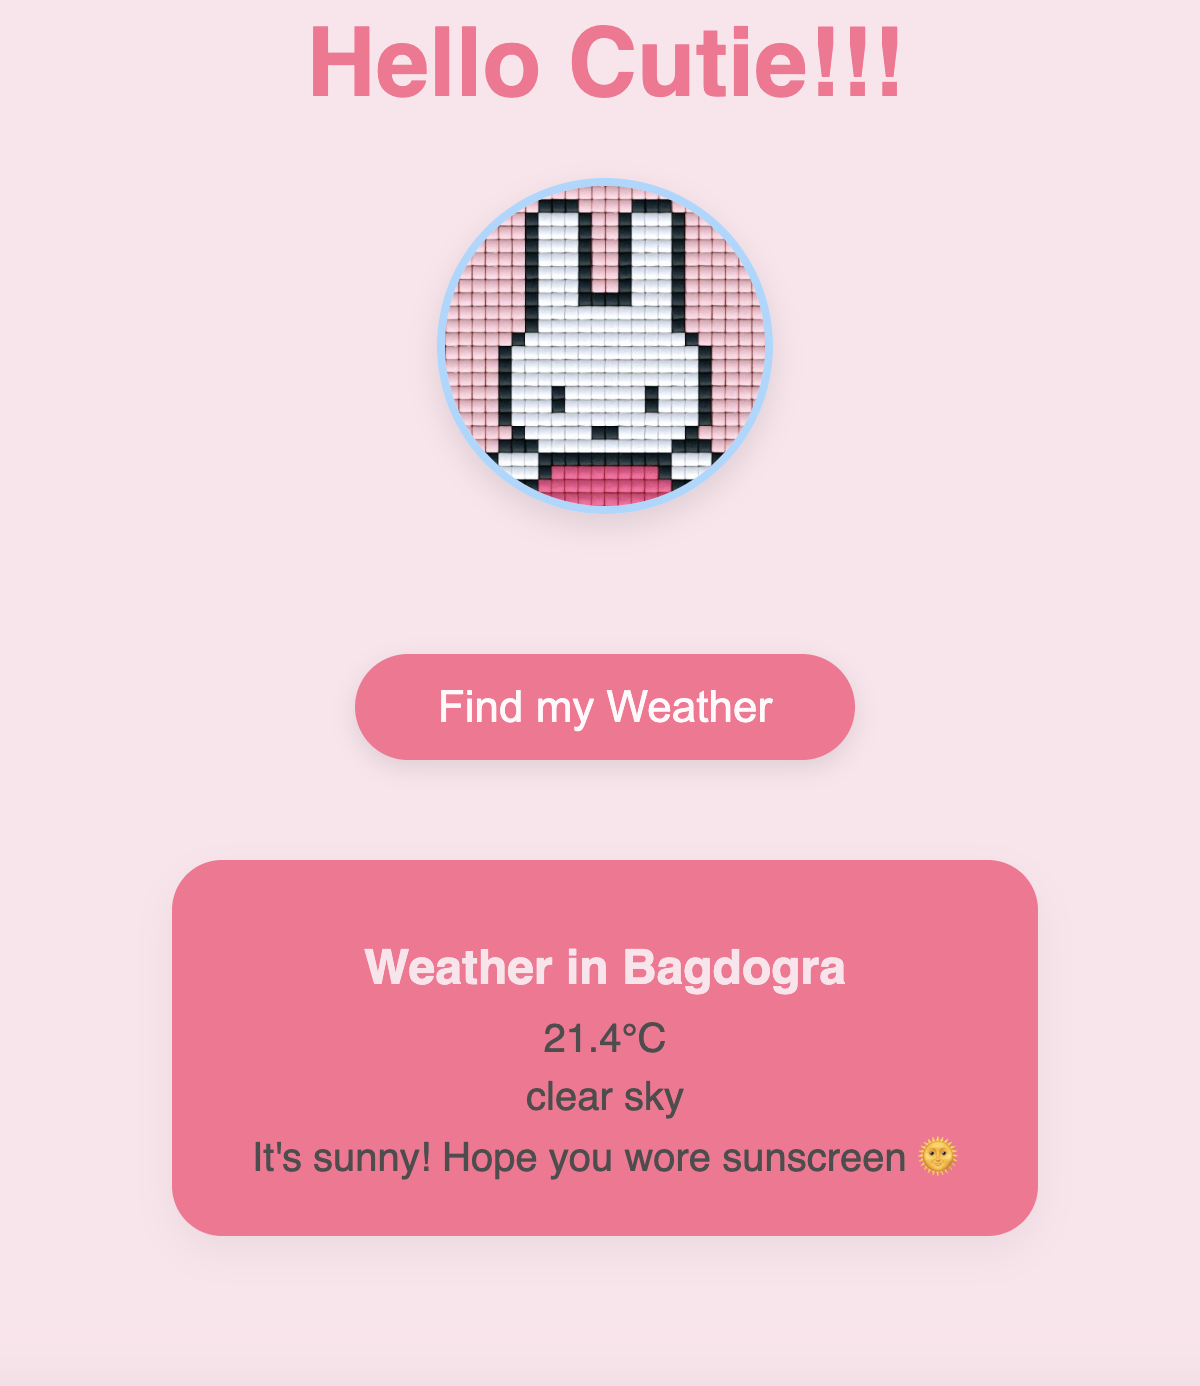 Hello Cutie!!!
Find my Weather
Weather in Bagdogra
21.4°C
clear sky
It's sunny! Hope you wore sunscreen 🌞